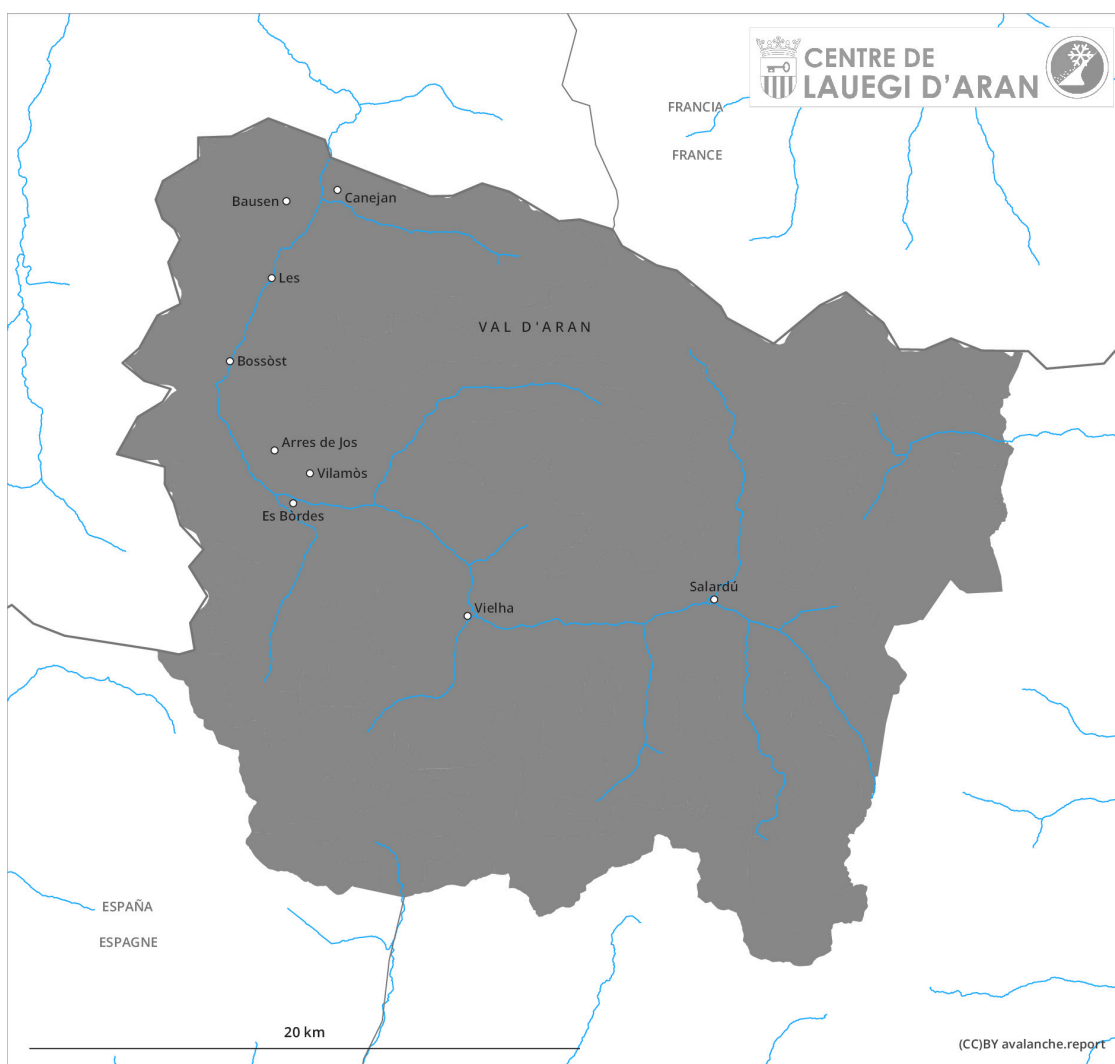 CENTRE DE
LAUEGI D'ARAN
FRANCIA
FRANCE
Bausen
Canejan
Les
VAL D'ARAN
Bossòst
Arres de Jos
Vilamòs
Es Bòrdes
Salardú
Vielha
ESPAÑA
ESPAGNE
20 km
(CC)BY avalanche.report